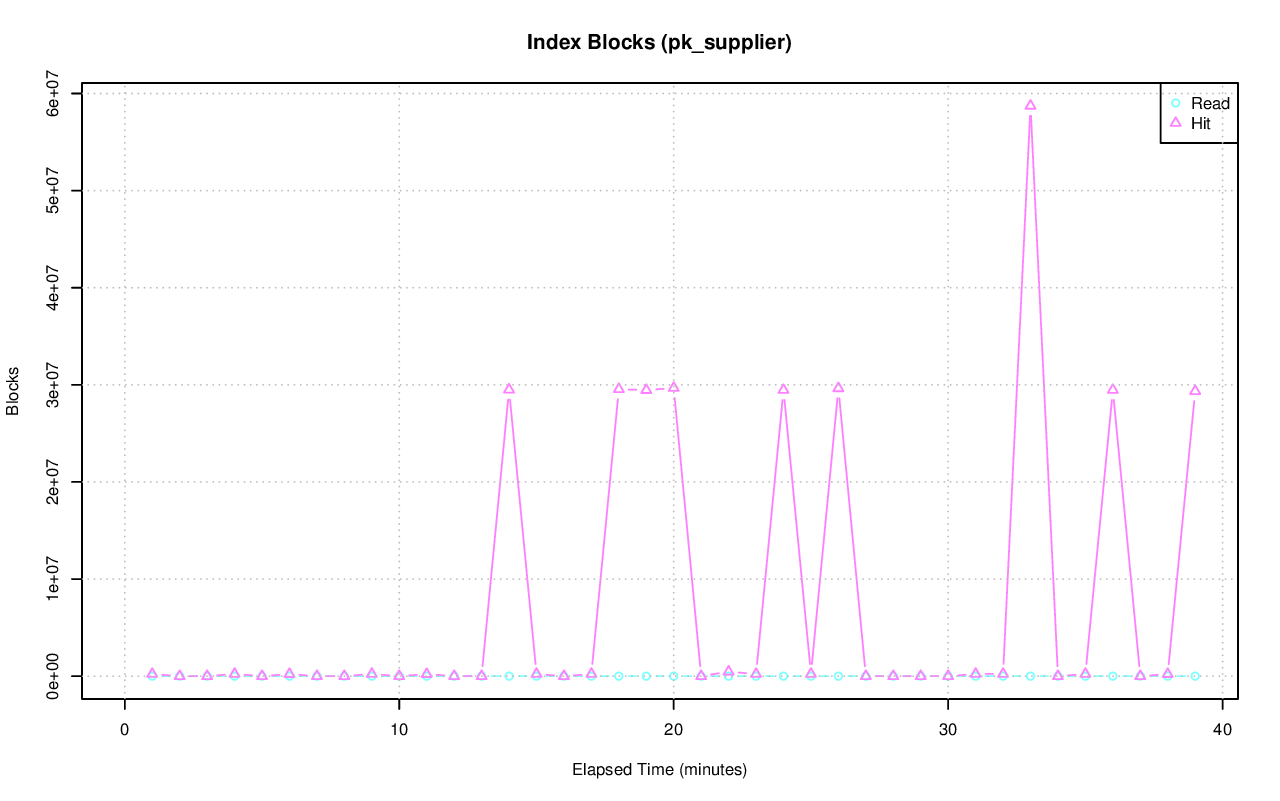 Index Blocks (pk_supplier)
Read
Hit
6e+07
5e+07
4e+07
3e+07
2e+07
1e+07
0e+00
Blocks
0 10 20 30 40
Elapsed Time (minutes)